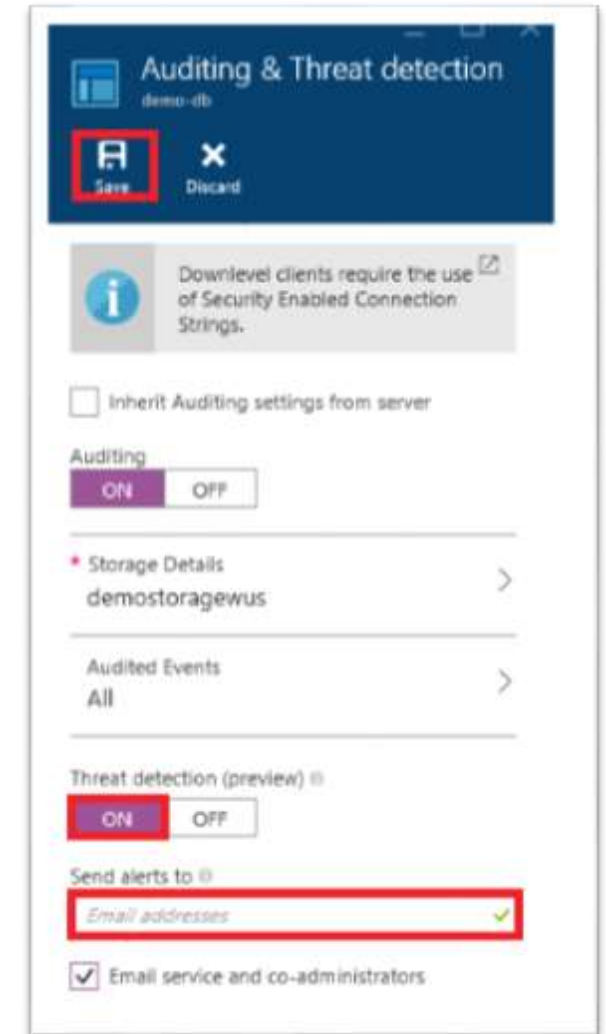 Auditing & Threat detection
demo-db
Save
Discard
Downlevel clients require the use
of Security Enabled Connection
Strings.
Inherit Auditing settings from server
Auditing
ON OFF
* Storage Details
demostoragewus
Audited Events
All
Threat detection (preview)
ON OFF
Send alerts to
Email addresses
Email service and co-administrators